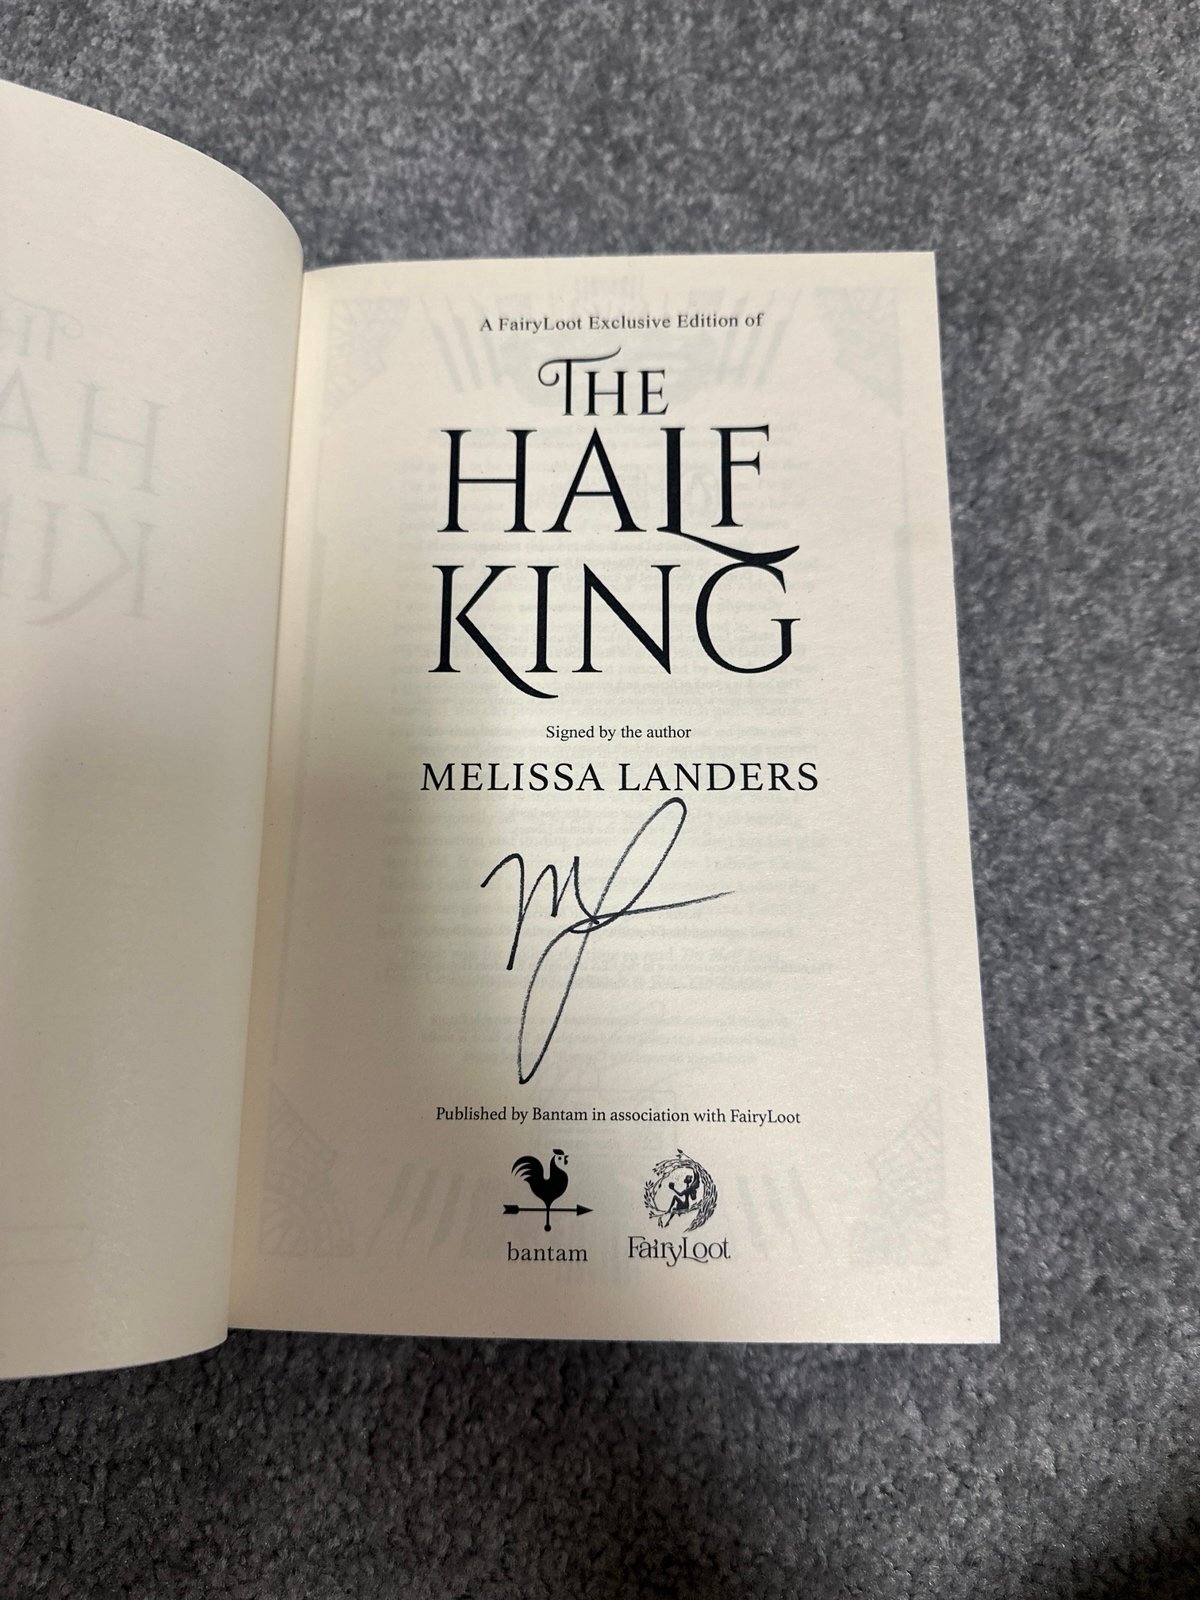 A FairyLoot Exclusive Edition of
THE
HALF
KING
Signed by the author
MELISSA LANDERS
ML
Published by Bantam in association with FairyLoot
bantam
FairyLoot